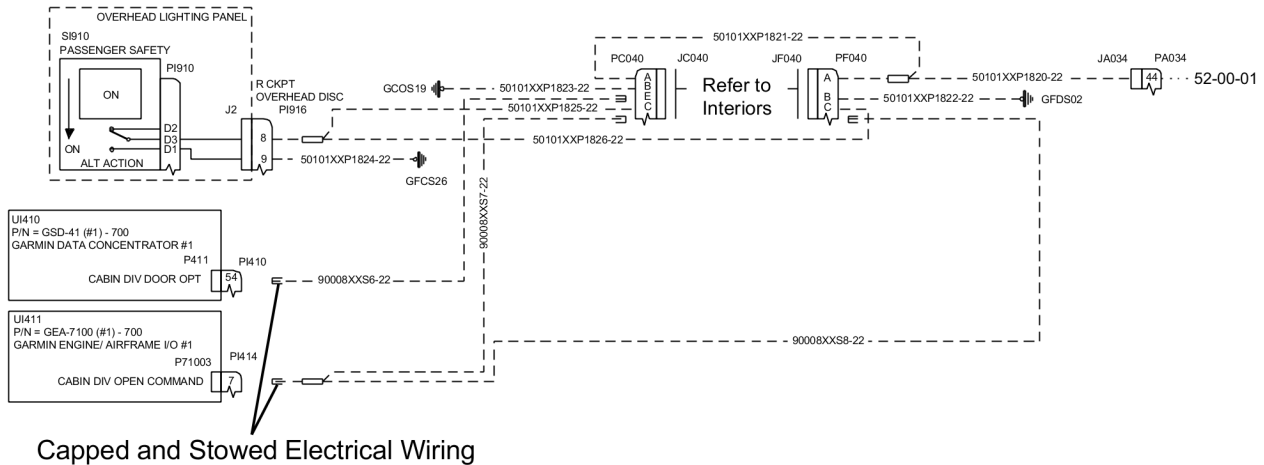 OVERHEAD LIGHTING PANEL
SI910
PASSENGER SAFETY
PI910
ON
ON
D2
D3
D1
ALT ACTION
J2
R CKPT
OVERHEAD DISC
PI916
8
9
50101XXP1824-22
GFCS26
GCOS19
50101XXP1823-22
50101XXP1825-22
50101XXP1826-22
50101XXP1821-22
PC040
JC040
A
B
E
C
Refer to
Interiors
JF040
PF040
A
B
C
50101XXP1820-22
50101XXP1822-22
GFDS02
JA034
PA034
44
52-00-01
90008XXS7-22
UI410
P/N = GSD-41 (#1) - 700
GARMIN DATA CONCENTRATOR #1
P411
PI410
CABIN DIV DOOR OPT
54
90008XXS6-22
UI411
P/N = GEA-7100 (#1) - 700
GARMIN ENGINE/ AIRFRAME I/O #1
P71003
PI414
CABIN DIV OPEN COMMAND
7
90008XXS8-22
Capped and Stowed Electrical Wiring